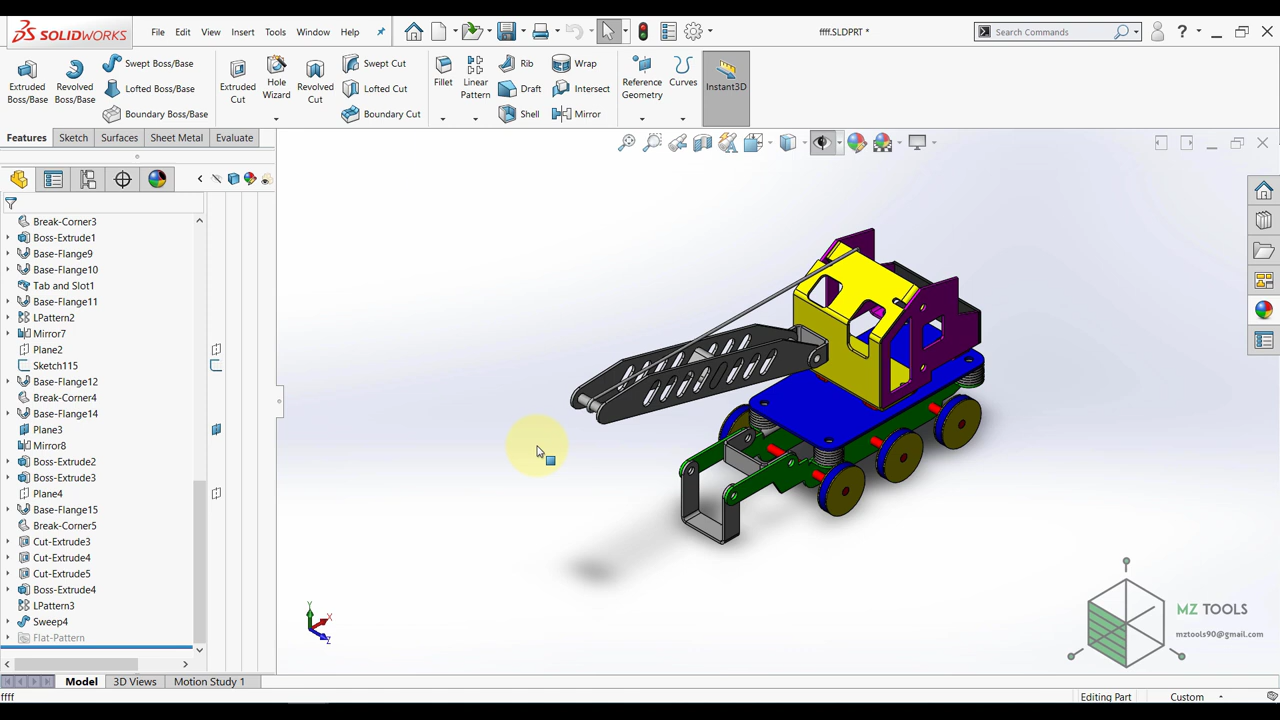 SOLIDWORKS
File Edit View Insert Tools Window Help
ffff.SLDPRT *
Search Commands
Extruded Boss/Base
Revolved Boss/Base
Swept Boss/Base
Lofted Boss/Base
Boundary Boss/Base
Extruded Cut
Hole Wizard
Revolved Cut
Swept Cut
Lofted Cut
Boundary Cut
Fillet
Linear Pattern
Rib
Draft
Shell
Wrap
Intersect
Mirror
Reference Geometry
Curves
Instant3D
Features Sketch Surfaces Sheet Metal Evaluate
Break-Corner3
Boss-Extrude1
Base-Flange9
Base-Flange10
Tab and Slot1
Base-Flange11
LPattern2
Mirror7
Plane2
Sketch115
Base-Flange12
Break-Corner4
Base-Flange14
Plane3
Mirror8
Boss-Extrude2
Boss-Extrude3
Plane4
Base-Flange15
Break-Corner5
Cut-Extrude3
Cut-Extrude4
Cut-Extrude5
Boss-Extrude4
LPattern3
Sweep4
Flat-Pattern
Y
X
Z
MZ TOOLS
mztools90@gmail.com
Model 3D Views Motion Study 1
ffff
Editing Part Custom